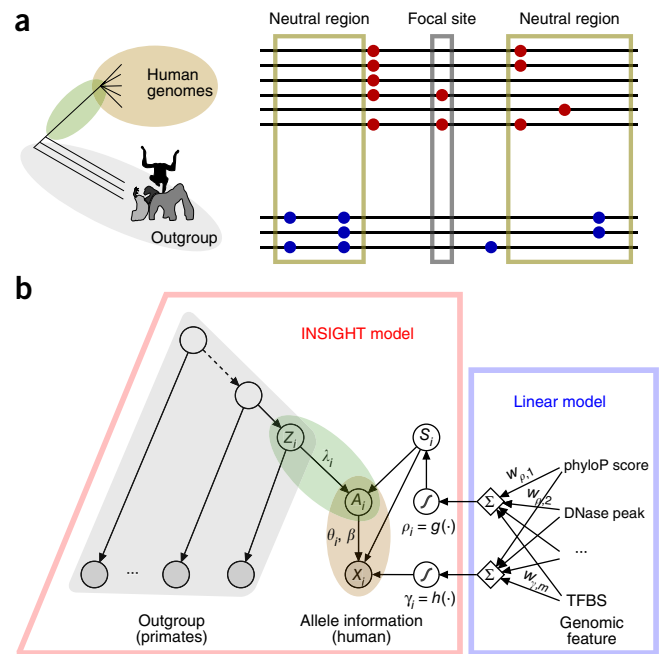 a
Neutral region
Focal site
Neutral region
Human
genomes
Outgroup
b
INSIGHT model
Linear model
Z_i
λ_i
S_i
A_i
θ_i, β
X_i
∫
ρ_i = g(·)
∫
γ_i = h(·)
Σ
Σ
w_ρ,1
w_ρ,2
w_γ,m
phyloP score
DNase peak
...
TFBS
Genomic
feature
...
Outgroup
(primates)
Allele information
(human)